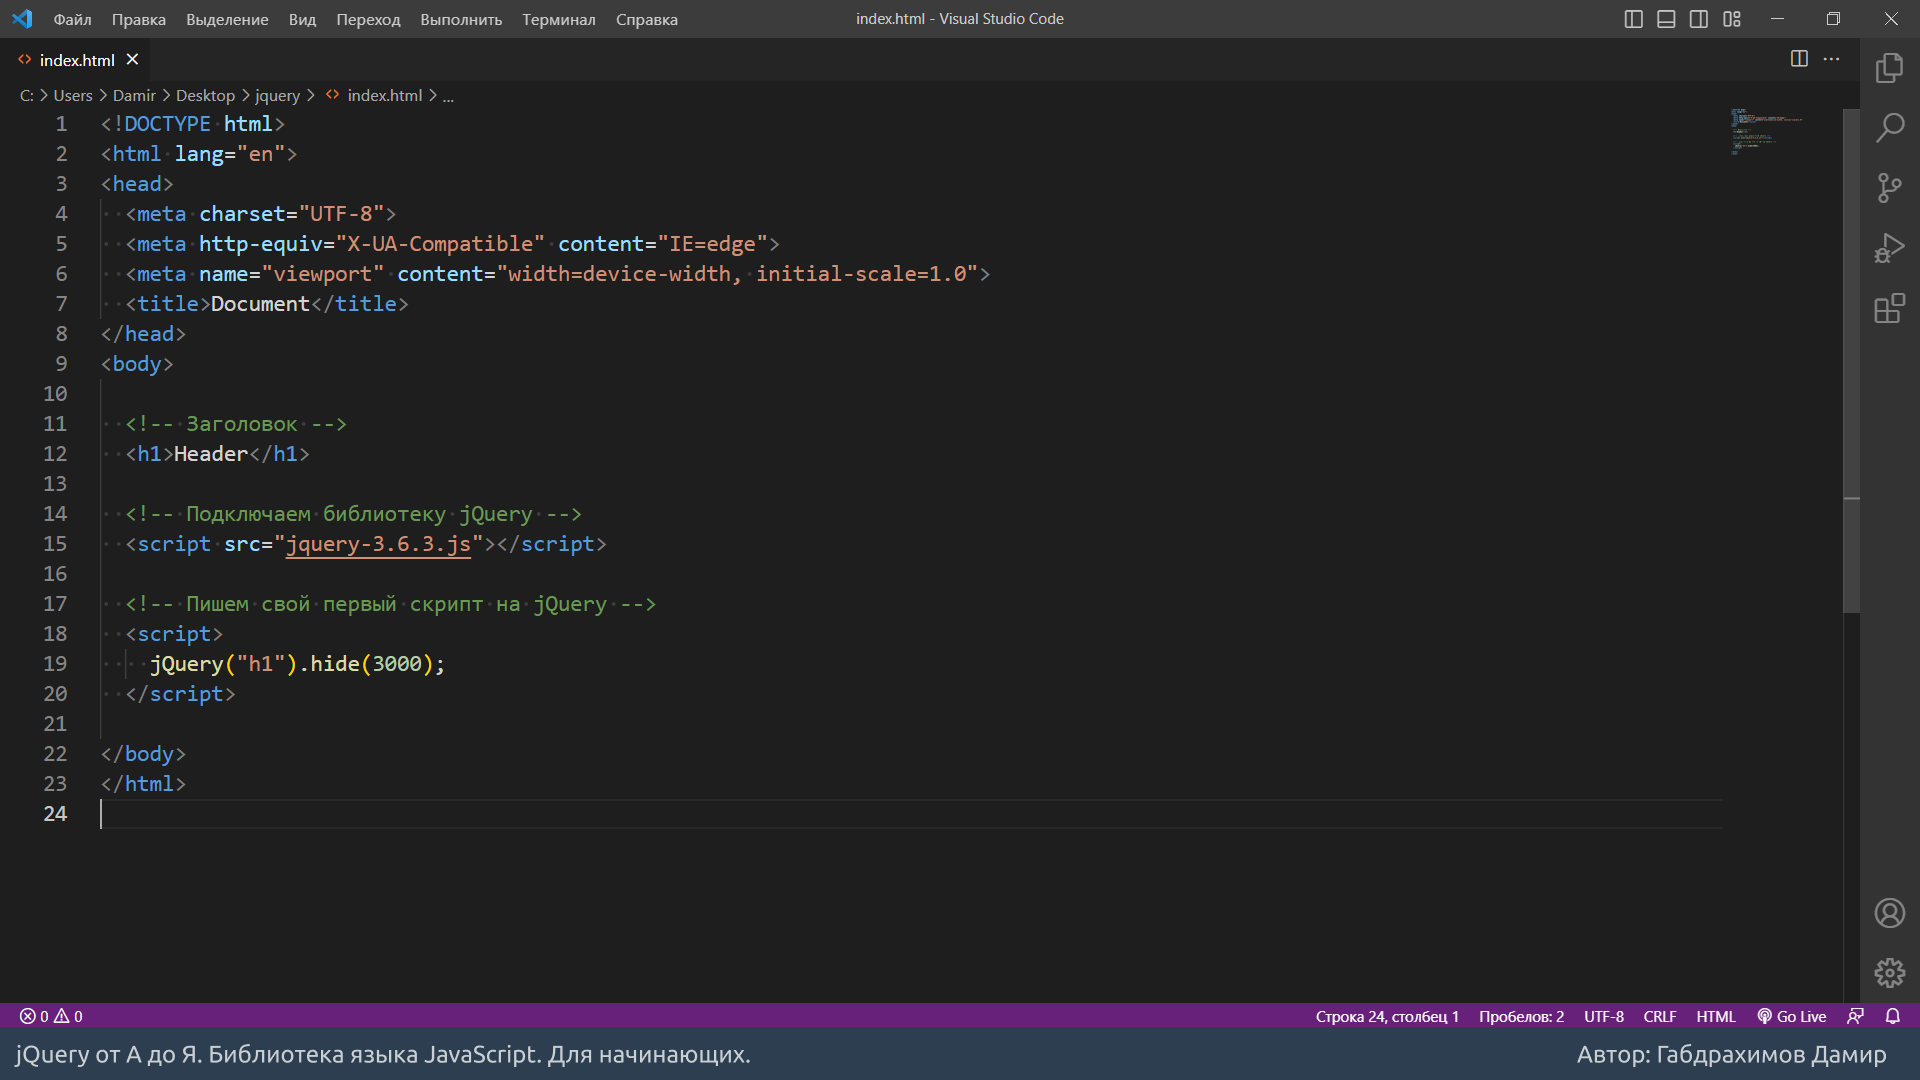 Файл Правка Выделение Вид Переход Выполнить Терминал Справка index.html - Visual Studio Code
index.html
C: > Users > Damir > Desktop > jquery > index.html > ...
1 <!DOCTYPE html>
2 <html lang="en">
3 <head>
4 <meta charset="UTF-8">
5 <meta http-equiv="X-UA-Compatible" content="IE=edge">
6 <meta name="viewport" content="width=device-width, initial-scale=1.0">
7 <title>Document</title>
8 </head>
9 <body>
10
11 <!-- Заголовок -->
12 <h1>Header</h1>
13
14 <!-- Подключаем библиотеку jQuery -->
15 <script src="jquery-3.6.3.js"></script>
16
17 <!-- Пишем свой первый скрипт на jQuery -->
18 <script>
19 jQuery("h1").hide(3000);
20 </script>
21
22 </body>
23 </html>
24
0 0 Строка 24, столбец 1 Пробелов: 2 UTF-8 CRLF HTML Go Live
jQuery от А до Я. Библиотека языка JavaScript. Для начинающих. Автор: Габдрахимов Дамир